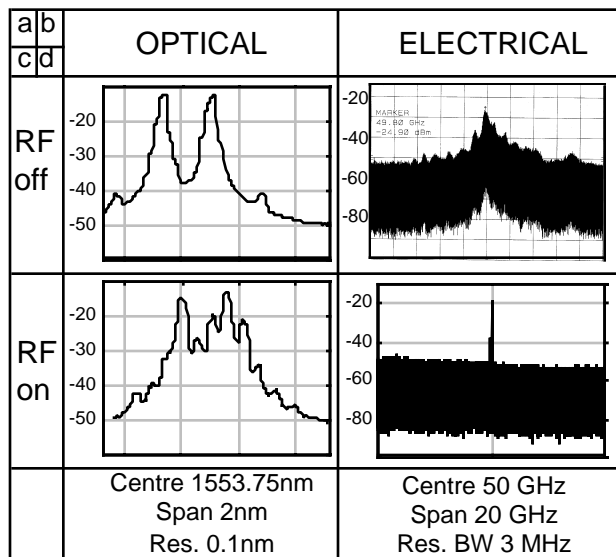 a b
c d
OPTICAL
ELECTRICAL
RF
off
-20
-30
-40
-50
-20
-40
-60
-80
MARKER
49.80 GHz
-24.90 dBm
RF
on
-20
-30
-40
-50
-20
-40
-60
-80
Centre 1553.75nm
Span 2nm
Res. 0.1nm
Centre 50 GHz
Span 20 GHz
Res. BW 3 MHz